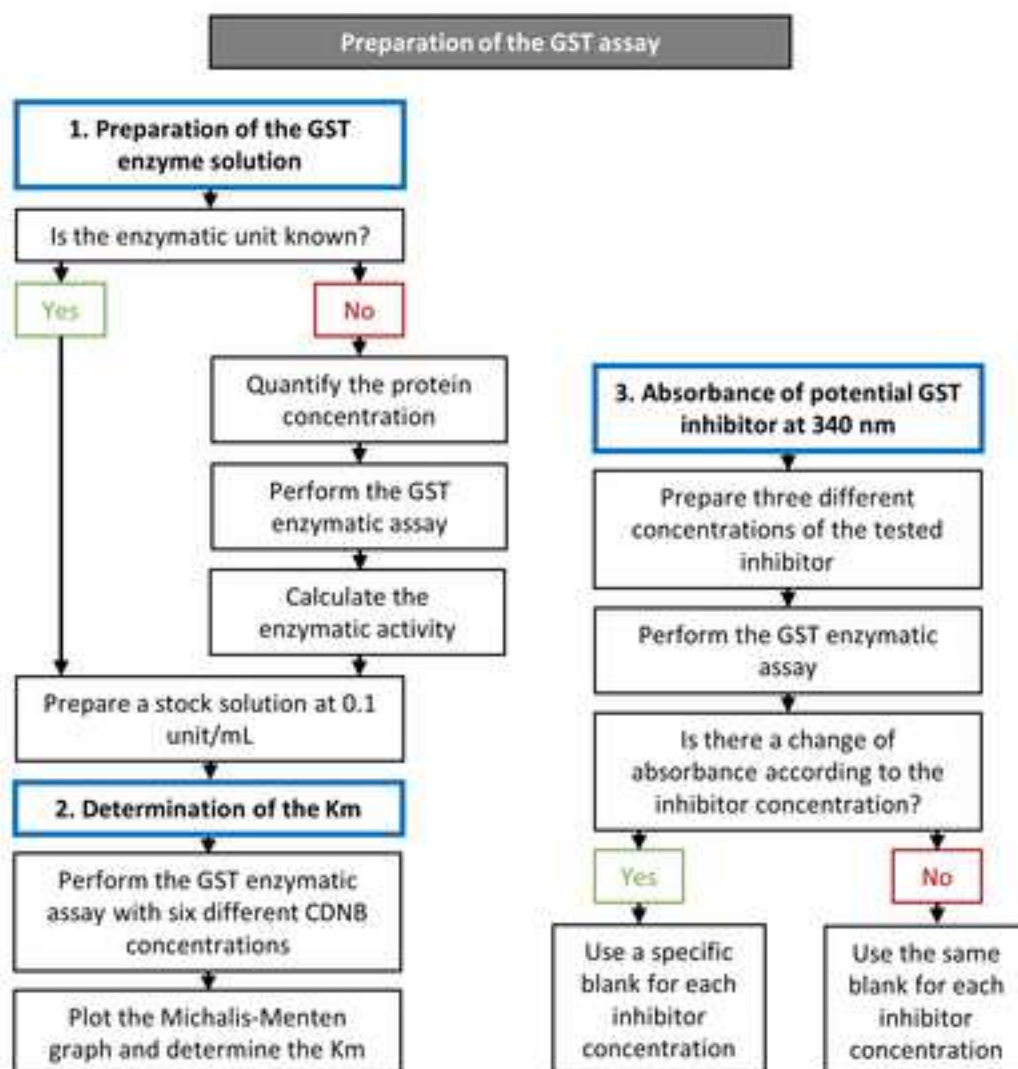 Preparation of the GST assay
1. Preparation of the GST
enzyme solution
Is the enzymatic unit known?
Yes
No
Quantify the protein
concentration
Perform the GST
enzymatic assay
Calculate the
enzymatic activity
Prepare a stock solution at 0.1
unit/mL
2. Determination of the Km
Perform the GST enzymatic
assay with six different CDNB
concentrations
Plot the Michalis-Menten
graph and determine the Km
3. Absorbance of potential GST
inhibitor at 340 nm
Prepare three different
concentrations of the tested
inhibitor
Perform the GST enzymatic
assay
Is there a change of
absorbance according to the
inhibitor concentration?
Yes
No
Use a specific
blank for each
inhibitor
concentration
Use the same
blank for each
inhibitor
concentration